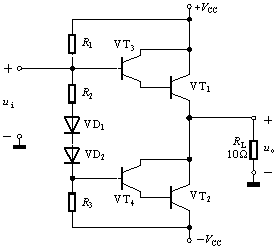 +V_CC
R_1
VT_3
+
VT_1
R_2
u_i
+
VD_1
R_L
10Ω
u_o
−
−
VD_2
VT_4
VT_2
R_3
−V_CC